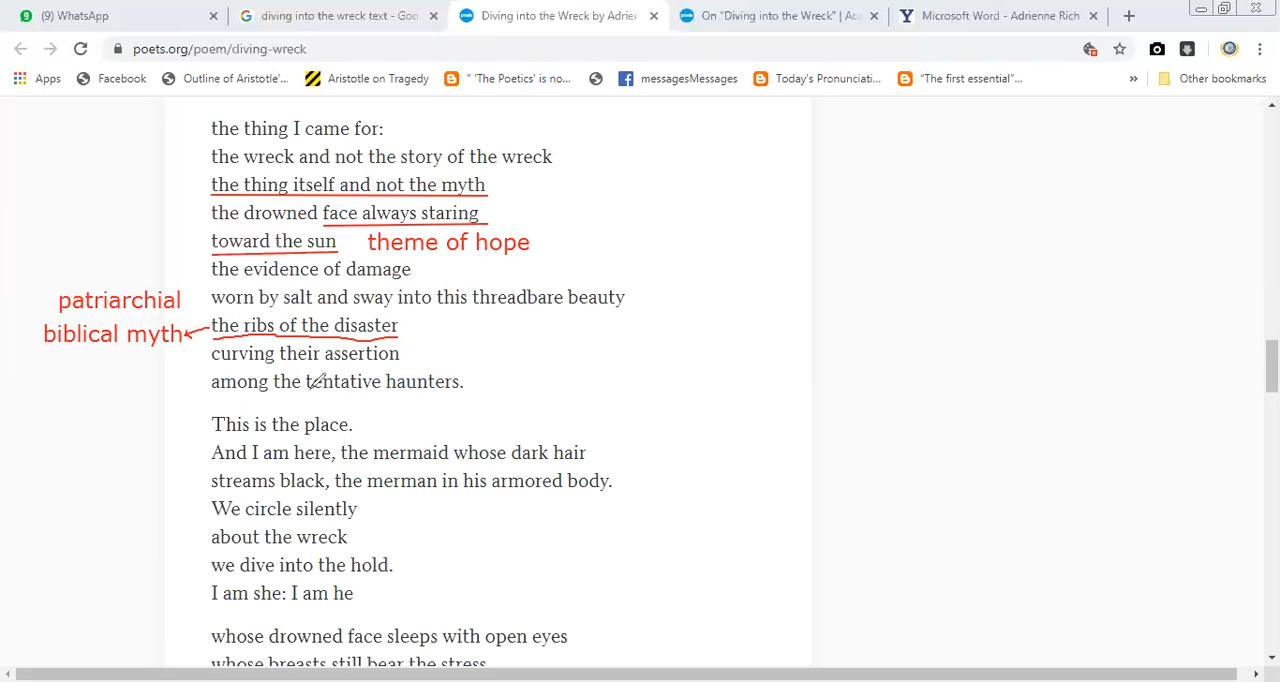 (9) WhatsApp
diving into the wreck text - Goo
Diving into the Wreck by Adrien
On "Diving into the Wreck" | Aca
Microsoft Word - Adrienne Rich
poets.org/poem/diving-wreck
Apps
Facebook
Outline of Aristotle'...
Aristotle on Tragedy
" 'The Poetics' is no...
messagesMessages
Today's Pronunciati...
"The first essential"...
»
Other bookmarks
the thing I came for:
the wreck and not the story of the wreck
the thing itself and not the myth
the drowned face always staring
toward the sun theme of hope
the evidence of damage
patriarchial
worn by salt and sway into this threadbare beauty
biblical myth
the ribs of the disaster
curving their assertion
among the tentative haunters.
This is the place.
And I am here, the mermaid whose dark hair
streams black, the merman in his armored body.
We circle silently
about the wreck
we dive into the hold.
I am she: I am he
whose drowned face sleeps with open eyes
whose breasts still bear the stress